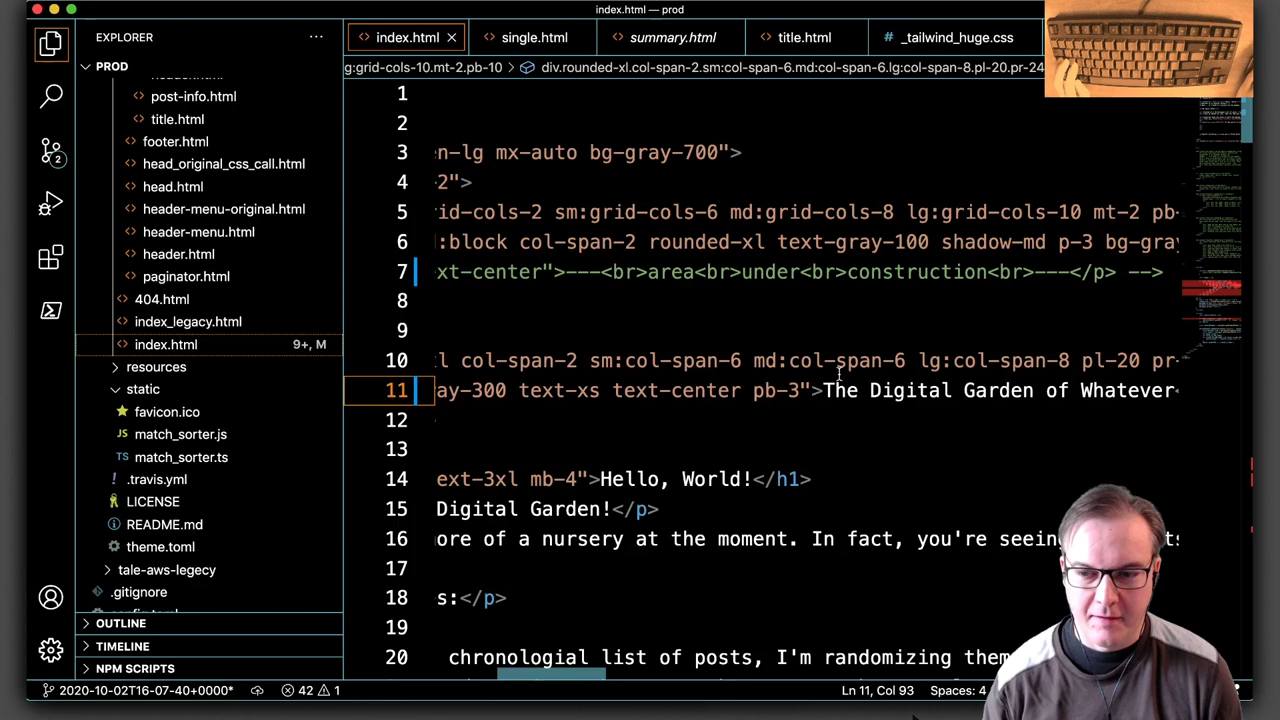 index.html — prod
EXPLORER
index.html
single.html
summary.html
title.html
_tailwind_huge.css
PROD
g:grid-cols-10.mt-2.pb-10
div.rounded-xl.col-span-2.sm:col-span-6.md:col-span-6.lg:col-span-8.pl-20.pr-24
post-info.html
title.html
footer.html
head_original_css_call.html
head.html
header-menu-original.html
header-menu.html
header.html
paginator.html
404.html
index_legacy.html
index.html 9+, M
resources
static
favicon.ico
JS match_sorter.js
TS match_sorter.ts
.travis.yml
LICENSE
README.md
theme.toml
tale-aws-legacy
.gitignore
OUTLINE
TIMELINE
NPM SCRIPTS
1
2
3 en-lg mx-auto bg-gray-700">
4 -2">
5 rid-cols-2 sm:grid-cols-6 md:grid-cols-8 lg:grid-cols-10 mt-2 pb-
6 :block col-span-2 rounded-xl text-gray-100 shadow-md p-3 bg-gray
7 ext-center">---<br>area<br>under<br>construction<br>---</p> -->
8
9
10 l col-span-2 sm:col-span-6 md:col-span-6 lg:col-span-8 pl-20 pr-
11 ay-300 text-xs text-center pb-3">The Digital Garden of Whatever<
12
13
14 ext-3xl mb-4">Hello, World!</h1>
15 Digital Garden!</p>
16 ore of a nursery at the moment. In fact, you're seeing
17
18 s:</p>
19
20 chronologial list of posts, I'm randomizing them
2
2020-10-02T16-07-40+0000*
42
1
Ln 11, Col 93
Spaces: 4